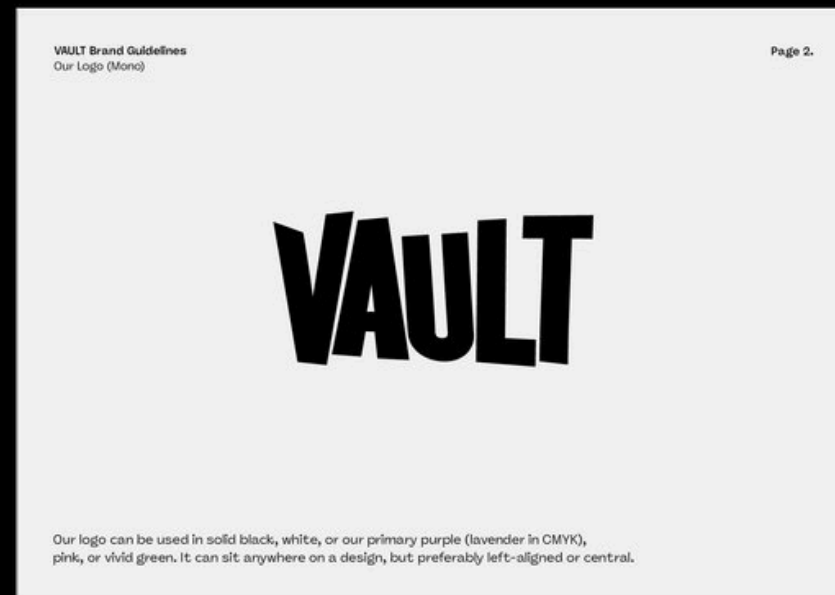 VAULT Brand Guidelines
Our Logo (Mono)
Page 2.
VAULT
Our logo can be used in solid black, white, or our primary purple (lavender in CMYK),
pink, or vivid green. It can sit anywhere on a design, but preferably left-aligned or central.